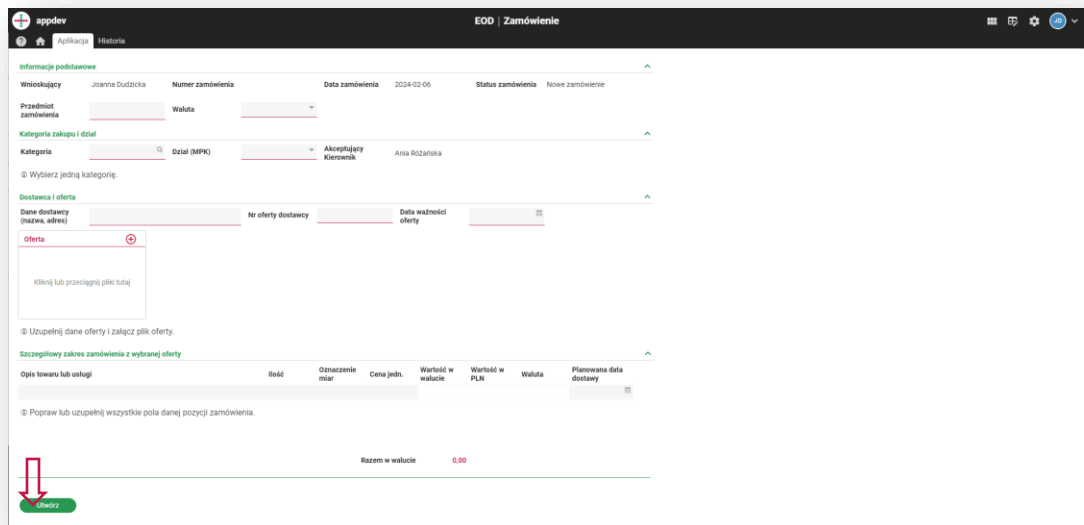 appdev
EOD | Zamówienie
JD
Aplikacja Historia
Informacje podstawowe
Wnioskujący Joanna Dudzicka Numer zamówienia Data zamówienia 2024-02-06 Status zamówienia Nowe zamówienie
Przedmiot zamówienia Waluta
Kategoria zakupu i dział
Kategoria Dział (MPK) Akceptujący Kierownik Ania Różańska
Wybierz jedną kategorię.
Dostawca i oferta
Dane dostawcy (nazwa, adres) Nr oferty dostawcy Data ważności oferty
Oferta
Kliknij lub przeciągnij pliki tutaj
Uzupełnij dane oferty i załącz plik oferty.
Szczegółowy zakres zamówienia z wybranej oferty
Opis towaru lub usługi Ilość Oznaczenie miar Cena jedn. Wartość w walucie Wartość w PLN Waluta Planowana data dostawy
Popraw lub uzupełnij wszystkie pola danej pozycji zamówienia.
Razem w walucie 0,00
Utwórz